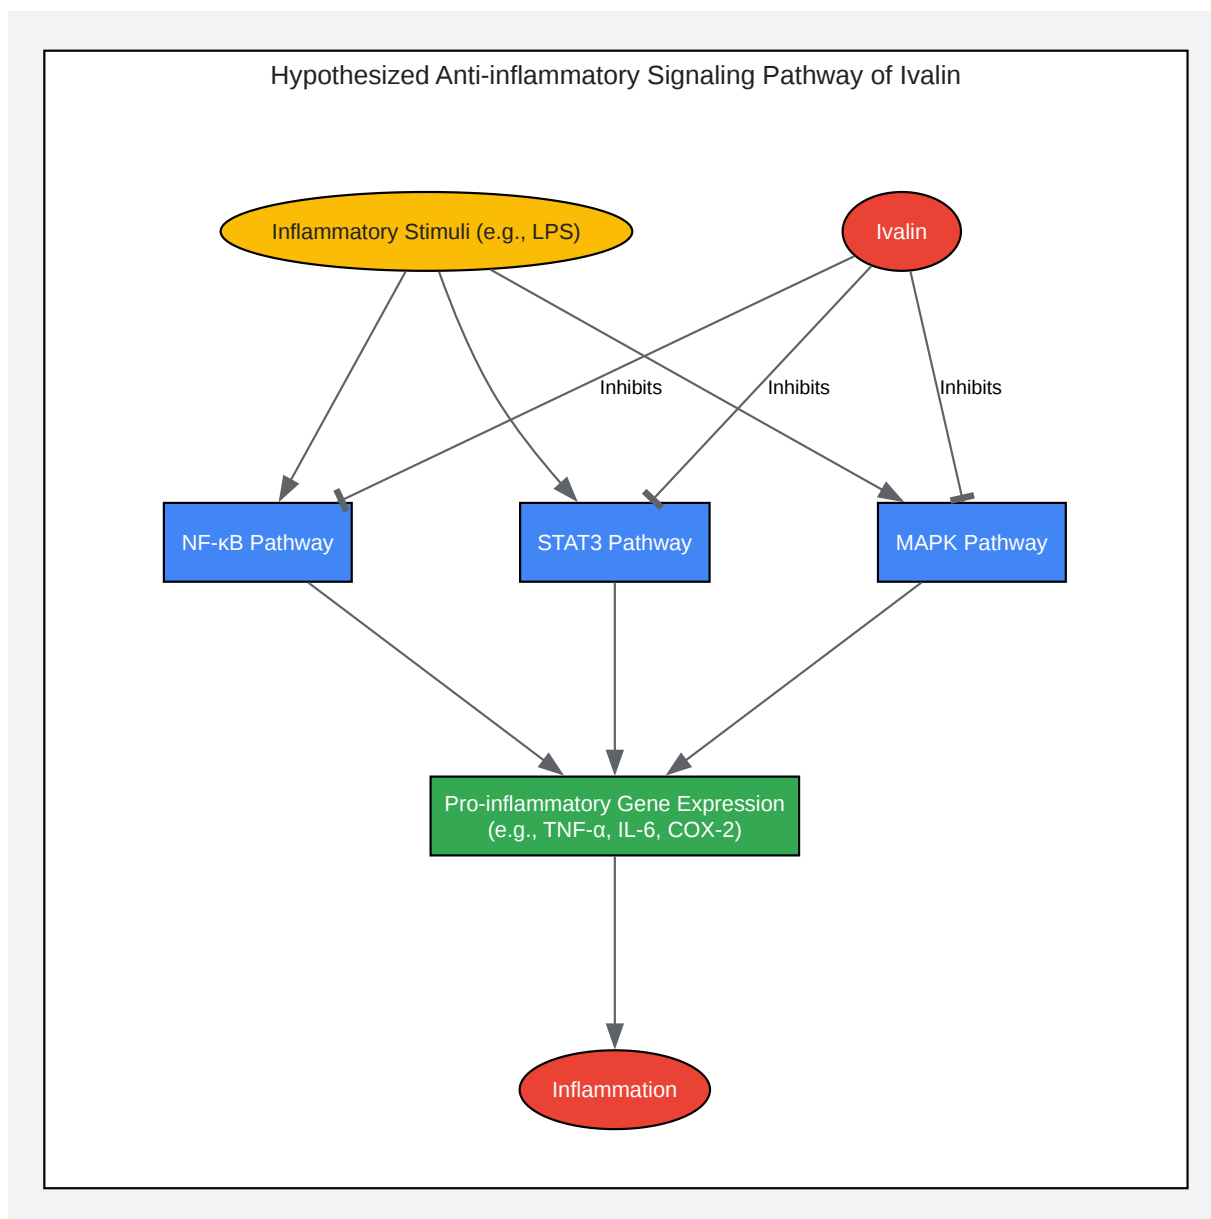 Hypothesized Anti-inflammatory Signaling Pathway of Ivalin
Inflammatory Stimuli (e.g., LPS)
Ivalin
Inhibits
Inhibits
Inhibits
NF-κB Pathway
STAT3 Pathway
MAPK Pathway
Pro-inflammatory Gene Expression
(e.g., TNF-α, IL-6, COX-2)
Inflammation